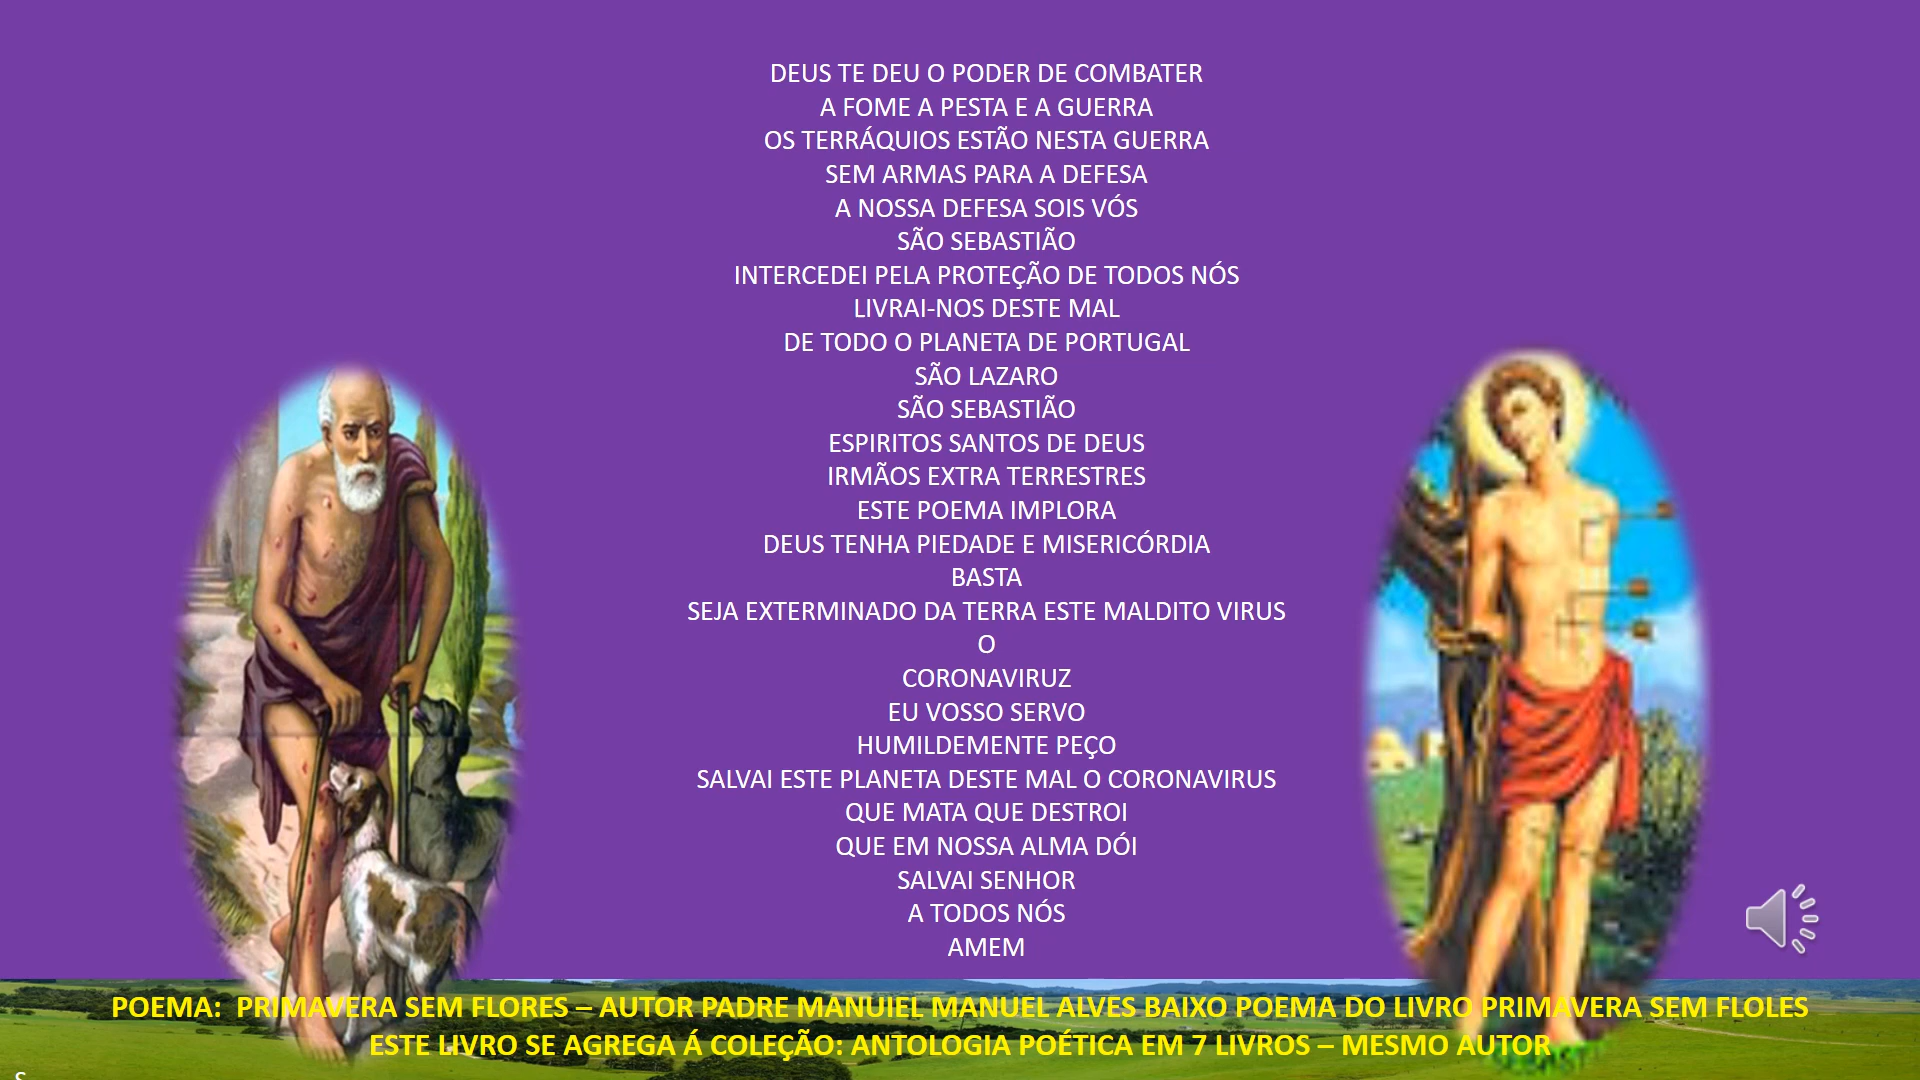 DEUS TE DEU O PODER DE COMBATER
A FOME A PESTA E A GUERRA
OS TERRÁQUIOS ESTÃO NESTA GUERRA
SEM ARMAS PARA A DEFESA
A NOSSA DEFESA SOIS VÓS
SÃO SEBASTIÃO
INTERCEDEI PELA PROTEÇÃO DE TODOS NÓS
LIVRAI-NOS DESTE MAL
DE TODO O PLANETA DE PORTUGAL
SÃO LAZARO
SÃO SEBASTIÃO
ESPIRITOS SANTOS DE DEUS
IRMÃOS EXTRA TERRESTRES
ESTE POEMA IMPLORA
DEUS TENHA PIEDADE E MISERICÓRDIA
BASTA
SEJA EXTERMINADO DA TERRA ESTE MALDITO VIRUS
O
CORONAVIRUZ
EU VOSSO SERVO
HUMILDEMENTE PEÇO
SALVAI ESTE PLANETA DESTE MAL O CORONAVIRUS
QUE MATA QUE DESTROI
QUE EM NOSSA ALMA DÓI
SALVAI SENHOR
A TODOS NÓS
AMEM
POEMA:  PRIMAVERA SEM FLORES – AUTOR PADRE MANUIEL MANUEL ALVES BAIXO POEMA DO LIVRO PRIMAVERA SEM FLOLES
ESTE LIVRO SE AGREGA Á COLEÇÃO: ANTOLOGIA POÉTICA EM 7 LIVROS – MESMO AUTOR